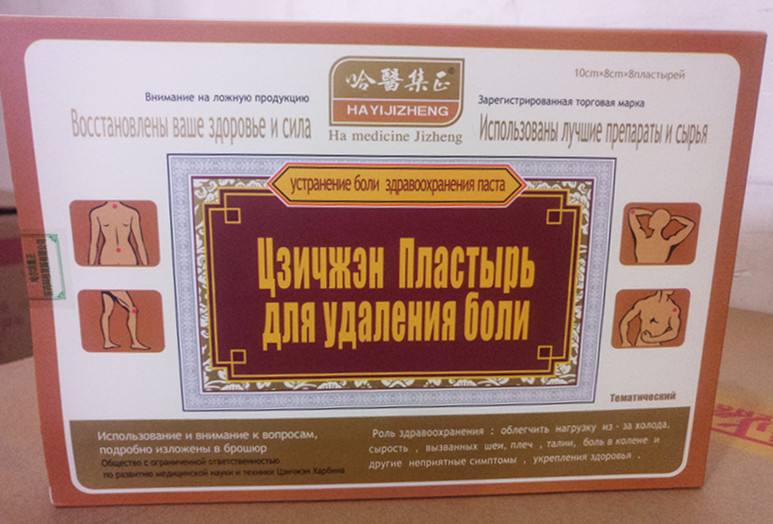 哈醫集正®
HAYIJIZHENG
Ha medicine Jizheng
10cm×8cm×8пластырей
Внимание на ложную продукцию
Зарегистрированная торговая марка
Восстановлены ваше здоровье и сила
Использованы лучшие препараты и сырья
устранение боли здравоохранения паста
Цзичжэн Пластырь
для удаления боли
Тематический
Использование и внимание к вопросам,
подробно изложены в брошюр
Общество с ограниченной ответственностью
по развитию медицинской науки и техники Цзичжэн Харбина
Роль здравоохранения : облегчить нагрузку из - за холода,
сырость , вызванных шеи, плеч , талии, боль в колене и
другие неприятные симптомы , укрепления здоровья .